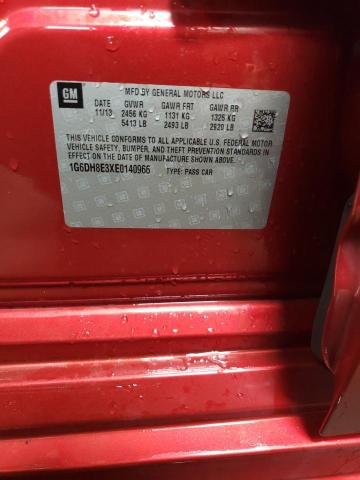 GM
MFD BY GENERAL MOTORS LLC
DATE GVWR GAWR FRT GAWR RR
11/13 2456 KG 1131 KG 1325 KG
5413 LB 2493 LB 2920 LB
THIS VEHICLE CONFORMS TO ALL APPLICABLE U.S. FEDERAL MOTOR
VEHICLE SAFETY, BUMPER, AND THEFT PREVENTION STANDARDS IN
EFFECT ON THE DATE OF MANUFACTURE SHOWN ABOVE.
1G6DH8E3XE0140965 TYPE: PASS CAR